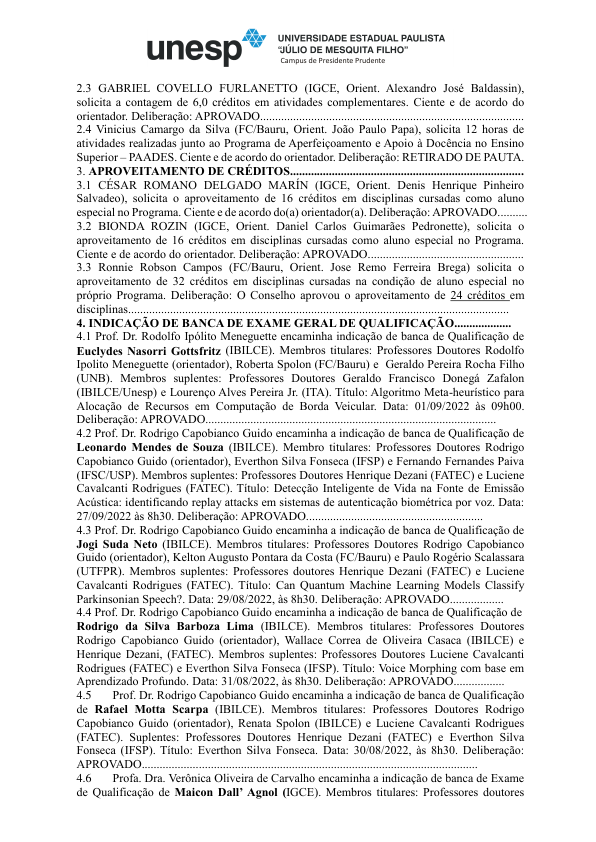 unesp
UNIVERSIDADE ESTADUAL PAULISTA
“JÚLIO DE MESQUITA FILHO”
Campus de Presidente Prudente
2.3 GABRIEL COVELLO FURLANETTO (IGCE, Orient. Alexandro José Baldassin),
solicita a contagem de 6,0 créditos em atividades complementares. Ciente e de acordo do
orientador. Deliberação: APROVADO........................................................................................
2.4 Vinicius Camargo da Silva (FC/Bauru, Orient. João Paulo Papa), solicita 12 horas de
atividades realizadas junto ao Programa de Aperfeiçoamento e Apoio à Docência no Ensino
Superior – PAADES. Ciente e de acordo do orientador. Deliberação: RETIRADO DE PAUTA.
3. APROVEITAMENTO DE CRÉDITOS..............................................................................
3.1 CÉSAR ROMANO DELGADO MARÍN (IGCE, Orient. Denis Henrique Pinheiro
Salvadeo), solicita o aproveitamento de 16 créditos em disciplinas cursadas como aluno
especial no Programa. Ciente e de acordo do(a) orientador(a). Deliberação: APROVADO..........
3.2 BIONDA ROZIN (IGCE, Orient. Daniel Carlos Guimarães Pedronette), solicita o
aproveitamento de 16 créditos em disciplinas cursadas como aluno especial no Programa.
Ciente e de acordo do orientador. Deliberação: APROVADO....................................................
3.3 Ronnie Robson Campos (FC/Bauru, Orient. Jose Remo Ferreira Brega) solicita o
aproveitamento de 32 créditos em disciplinas cursadas na condição de aluno especial no
próprio Programa. Deliberação: O Conselho aprovou o aproveitamento de 24 créditos em
disciplinas...............................................................................................................................
4. INDICAÇÃO DE BANCA DE EXAME GERAL DE QUALIFICAÇÃO...................
4.1 Prof. Dr. Rodolfo Ipólito Meneguette encaminha indicação de banca de Qualificação de
Euclydes Nasorri Gottsfritz (IBILCE). Membros titulares: Professores Doutores Rodolfo
Ipolito Meneguette (orientador), Roberta Spolon (FC/Bauru) e Geraldo Pereira Rocha Filho
(UNB). Membros suplentes: Professores Doutores Geraldo Francisco Donegá Zafalon
(IBILCE/Unesp) e Lourenço Alves Pereira Jr. (ITA). Título: Algoritmo Meta-heurístico para
Alocação de Recursos em Computação de Borda Veicular. Data: 01/09/2022 às 09h00.
Deliberação: APROVADO.................................................................................................
4.2 Prof. Dr. Rodrigo Capobianco Guido encaminha a indicação de banca de Qualificação de
Leonardo Mendes de Souza (IBILCE). Membro titulares: Professores Doutores Rodrigo
Capobianco Guido (orientador), Everthon Silva Fonseca (IFSP) e Fernando Fernandes Paiva
(IFSC/USP). Membros suplentes: Professores Doutores Henrique Dezani (FATEC) e Luciene
Cavalcanti Rodrigues (FATEC). Título: Detecção Inteligente de Vida na Fonte de Emissão
Acústica: identificando replay attacks em sistemas de autenticação biométrica por voz. Data:
27/09/2022 às 8h30. Deliberação: APROVADO...........................................................
4.3 Prof. Dr. Rodrigo Capobianco Guido encaminha a indicação de banca de Qualificação de
Jogi Suda Neto (IBILCE). Membros titulares: Professores Doutores Rodrigo Capobianco
Guido (orientador), Kelton Augusto Pontara da Costa (FC/Bauru) e Paulo Rogério Scalassara
(UTFPR). Membros suplentes: Professores doutores Henrique Dezani (FATEC) e Luciene
Cavalcanti Rodrigues (FATEC). Título: Can Quantum Machine Learning Models Classify
Parkinsonian Speech?. Data: 29/08/2022, às 8h30. Deliberação: APROVADO..................
4.4 Prof. Dr. Rodrigo Capobianco Guido encaminha a indicação de banca de Qualificação de
Rodrigo da Silva Barboza Lima (IBILCE). Membros titulares: Professores Doutores
Rodrigo Capobianco Guido (orientador), Wallace Correa de Oliveira Casaca (IBILCE) e
Henrique Dezani, (FATEC). Membros suplentes: Professores Doutores Luciene Cavalcanti
Rodrigues (FATEC) e Everthon Silva Fonseca (IFSP). Título: Voice Morphing com base em
Aprendizado Profundo. Data: 31/08/2022, às 8h30. Deliberação: APROVADO.................
4.5 Prof. Dr. Rodrigo Capobianco Guido encaminha a indicação de banca de Qualificação
de Rafael Motta Scarpa (IBILCE). Membros titulares: Professores Doutores Rodrigo
Capobianco Guido (orientador), Renata Spolon (IBILCE) e Luciene Cavalcanti Rodrigues
(FATEC). Suplentes: Professores Doutores Henrique Dezani (FATEC) e Everthon Silva
Fonseca (IFSP). Título: Everthon Silva Fonseca. Data: 30/08/2022, às 8h30. Deliberação:
APROVADO................................................................................................................
4.6 Profa. Dra. Verônica Oliveira de Carvalho encaminha a indicação de banca de Exame
de Qualificação de Maicon Dall’ Agnol (IGCE). Membros titulares: Professores doutores